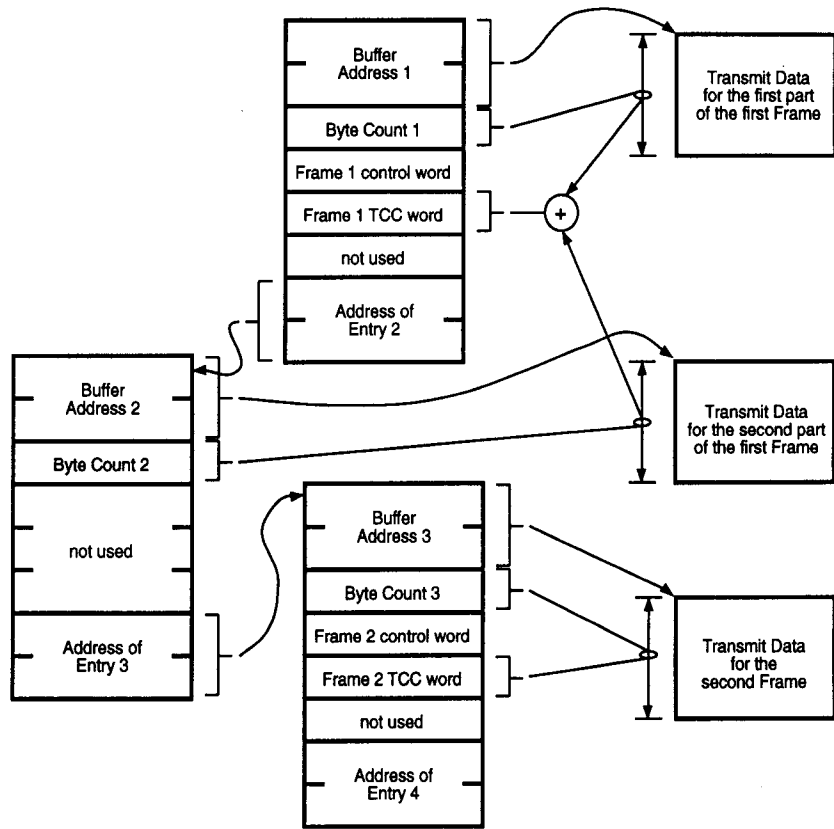 Buffer
Address 1
Byte Count 1
Frame 1 control word
Frame 1 TCC word
not used
Address of
Entry 2
Transmit Data
for the first part
of the first Frame
+
Buffer
Address 2
Byte Count 2
not used
Address of
Entry 3
Transmit Data
for the second part
of the first Frame
Buffer
Address 3
Byte Count 3
Frame 2 control word
Frame 2 TCC word
not used
Address of
Entry 4
Transmit Data
for the
second Frame